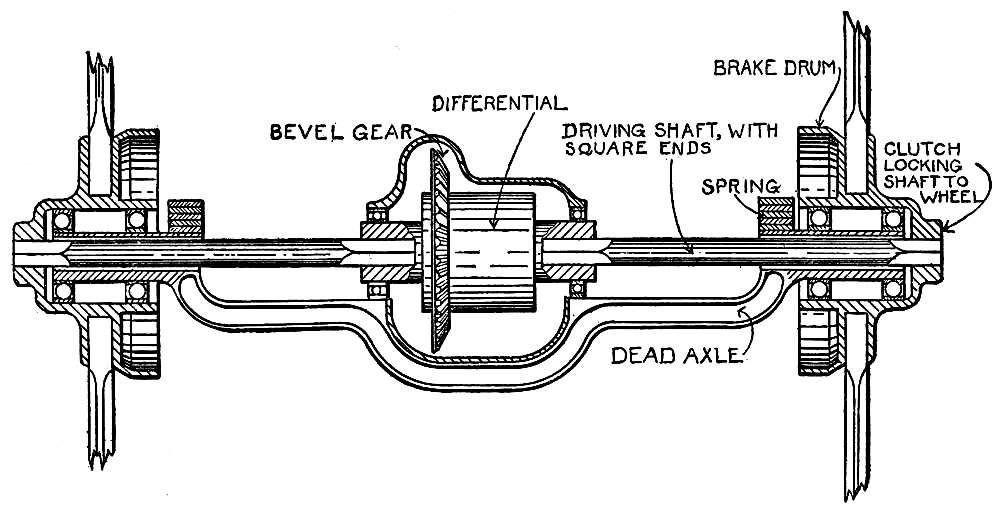 BRAKE DRUM
DIFFERENTIAL
BEVEL GEAR
DRIVING SHAFT, WITH
SQUARE ENDS
CLUTCH
LOCKING
SHAFT TO
WHEEL
SPRING
DEAD AXLE